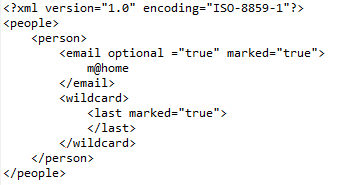 <?xml version="1.0" encoding="ISO-8859-1"?>
<people>
<person>
<email optional ="true" marked="true">
m@home
</email>
<wildcard>
<last marked="true">
</last>
</wildcard>
</person>
</people>